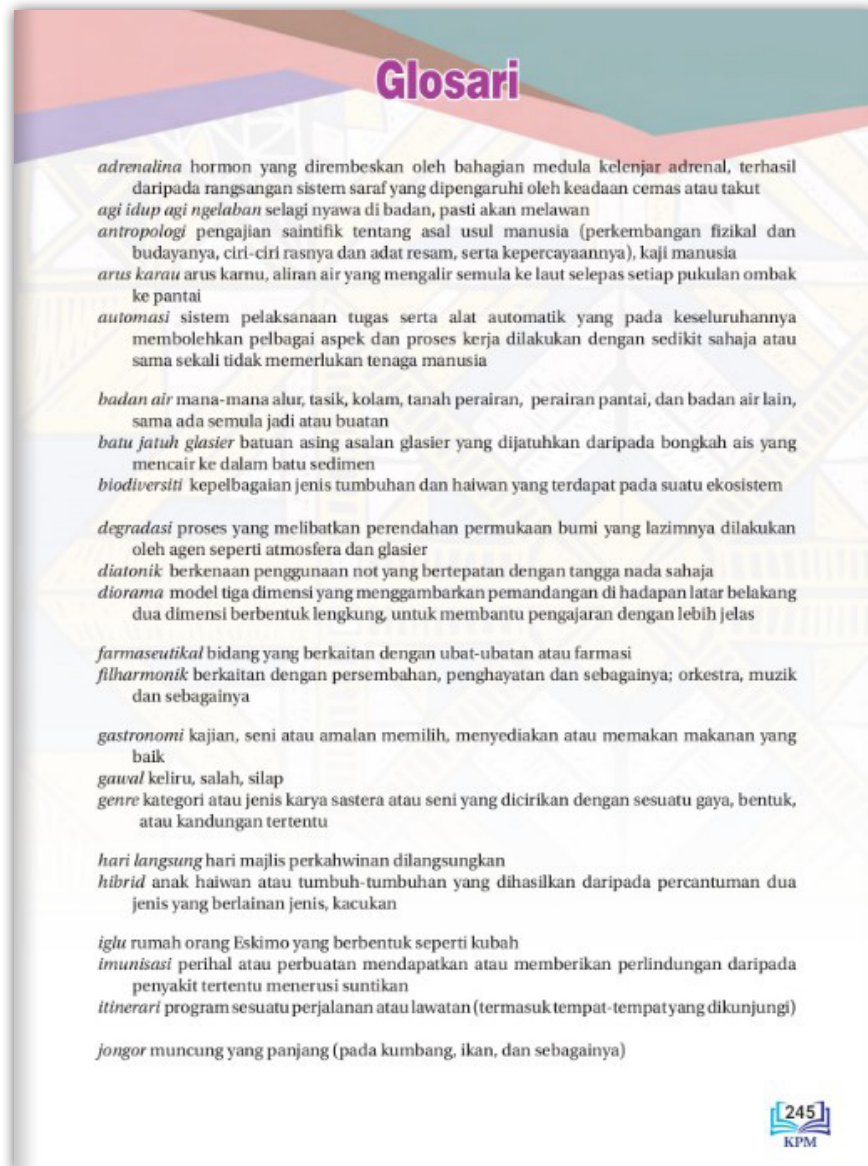 Glosari
adrenalina hormon yang dirembeskan oleh bahagian medula kelenjar adrenal, terhasil
daripada rangsangan sistem saraf yang dipengaruhi oleh keadaan cemas atau takut
agi idup agi ngelaban selagi nyawa di badan, pasti akan melawan
antropologi pengajian saintifik tentang asal usul manusia (perkembangan fizikal dan
budayanya, ciri-ciri rasnya dan adat resam, serta kepercayaannya), kaji manusia
arus karau arus karnu, aliran air yang mengalir semula ke laut selepas setiap pukulan ombak
ke pantai
automasi sistem pelaksanaan tugas serta alat automatik yang pada keseluruhannya
membolehkan pelbagai aspek dan proses kerja dilakukan dengan sedikit sahaja atau
sama sekali tidak memerlukan tenaga manusia
badan air mana-mana alur, tasik, kolam, tanah perairan, perairan pantai, dan badan air lain,
sama ada semula jadi atau buatan
batu jatuh glasier batuan asing asalan glasier yang dijatuhkan daripada bongkah ais yang
mencair ke dalam batu sedimen
biodiversiti kepelbagaian jenis tumbuhan dan haiwan yang terdapat pada suatu ekosistem
degradasi proses yang melibatkan perendahan permukaan bumi yang lazimnya dilakukan
oleh agen seperti atmosfera dan glasier
diatonik berkenaan penggunaan not yang bertepatan dengan tangga nada sahaja
diorama model tiga dimensi yang menggambarkan pemandangan di hadapan latar belakang
dua dimensi berbentuk lengkung, untuk membantu pengajaran dengan lebih jelas
farmaseutikal bidang yang berkaitan dengan ubat-ubatan atau farmasi
filharmonik berkaitan dengan persembahan, penghayatan dan sebagainya; orkestra, muzik
dan sebagainya
gastronomi kajian, seni atau amalan memilih, menyediakan atau memakan makanan yang
baik
gawal keliru, salah, silap
genre kategori atau jenis karya sastera atau seni yang dicirikan dengan sesuatu gaya, bentuk,
atau kandungan tertentu
hari langsung hari majlis perkahwinan dilangsungkan
hibrid anak haiwan atau tumbuh-tumbuhan yang dihasilkan daripada percantuman dua
jenis yang berlainan jenis, kacukan
iglu rumah orang Eskimo yang berbentuk seperti kubah
imunisasi perihal atau perbuatan mendapatkan atau memberikan perlindungan daripada
penyakit tertentu menerusi suntikan
itinerari program sesuatu perjalanan atau lawatan (termasuk tempat-tempat yang dikunjungi)
jongor muncung yang panjang (pada kumbang, ikan, dan sebagainya)
245
KPM